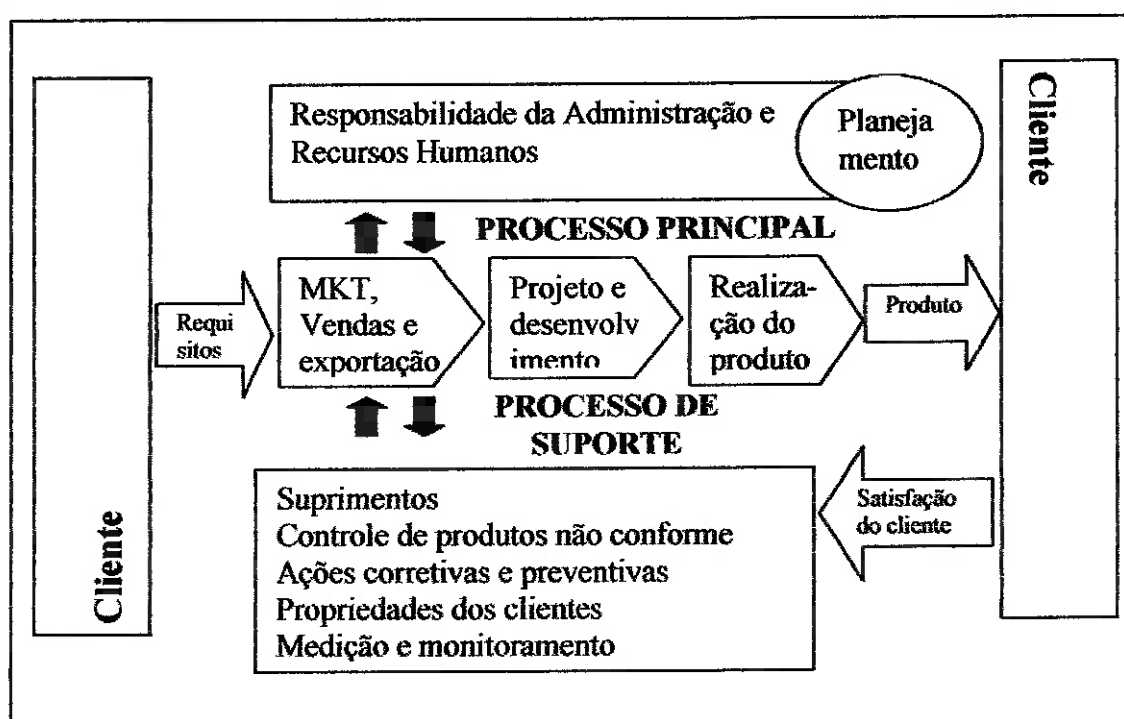 Cliente
Responsabilidade da Administração e
Recursos Humanos
Planeja
mento
Cliente
PROCESSO PRINCIPAL
Requi
sitos
MKT,
Vendas e
exportação
Projeto e
desenvolv
imento
Realiza-
ção do
produto
Produto
PROCESSO DE
SUPORTE
Suprimentos
Controle de produtos não conforme
Ações corretivas e preventivas
Propriedades dos clientes
Medição e monitoramento
Satisfação
do cliente